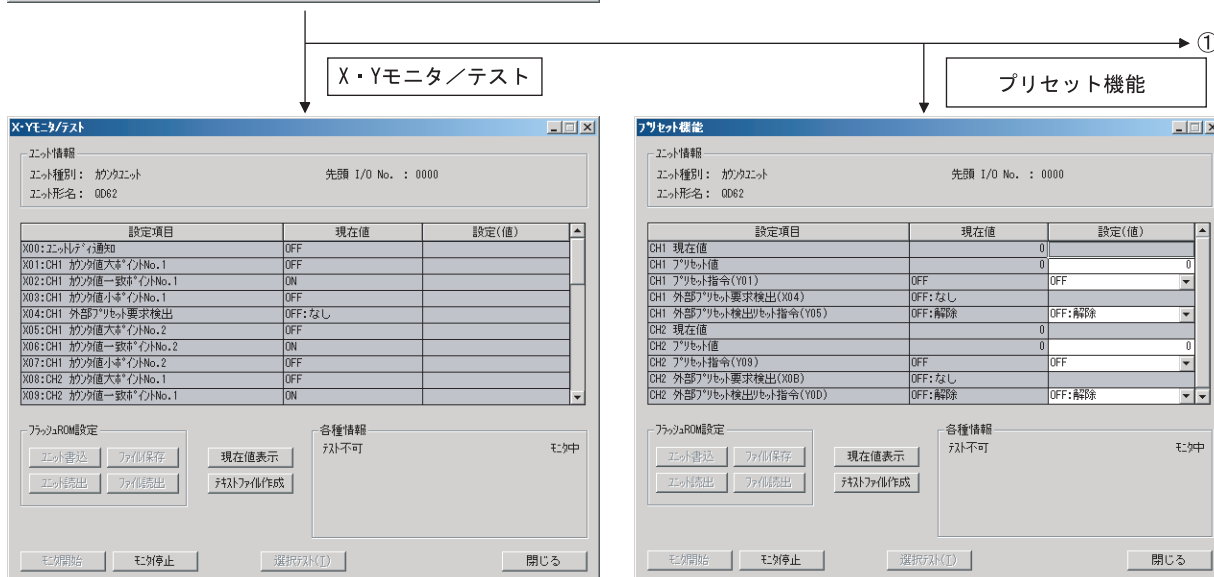 ①
X・Yモニタ／テスト
プリセット機能
X・Yモニタ/テスト
ユニット情報
ユニット種別： カウンタユニット 先頭 I/O No. : 0000
ユニット形名： QD62
設定項目 現在値 設定(値)
X00:ユニットレディ通知 OFF
X01:CH1 カウンタ値大ポイントNo.1 OFF
X02:CH1 カウンタ値一致ポイントNo.1 ON
X03:CH1 カウンタ値小ポイントNo.1 OFF
X04:CH1 外部プリセット要求検出 OFF:なし
X05:CH1 カウンタ値大ポイントNo.2 OFF
X06:CH1 カウンタ値一致ポイントNo.2 ON
X07:CH1 カウンタ値小ポイントNo.2 OFF
X08:CH2 カウンタ値大ポイントNo.1 OFF
X09:CH2 カウンタ値一致ポイントNo.1 ON
フラッシュROM設定
ユニット書込 ファイル保存
ユニット読出 ファイル読出
現在値表示
テキストファイル作成
各種情報
テスト不可 モニタ中
モニタ開始 モニタ停止 選択テスト(T) 閉じる
プリセット機能
ユニット情報
ユニット種別： カウンタユニット 先頭 I/O No. : 0000
ユニット形名： QD62
設定項目 現在値 設定(値)
CH1 現在値 0
CH1 プリセット値 0 0
CH1 プリセット指令(Y01) OFF OFF
CH1 外部プリセット要求検出(X04) OFF:なし
CH1 外部プリセット検出リセット指令(Y05) OFF:解除 OFF:解除
CH2 現在値 0
CH2 プリセット値 0 0
CH2 プリセット指令(Y09) OFF OFF
CH2 外部プリセット要求検出(X0B) OFF:なし
CH2 外部プリセット検出リセット指令(Y0D) OFF:解除 OFF:解除
フラッシュROM設定
ユニット書込 ファイル保存
ユニット読出 ファイル読出
現在値表示
テキストファイル作成
各種情報
テスト不可 モニタ中
モニタ開始 モニタ停止 選択テスト(T) 閉じる